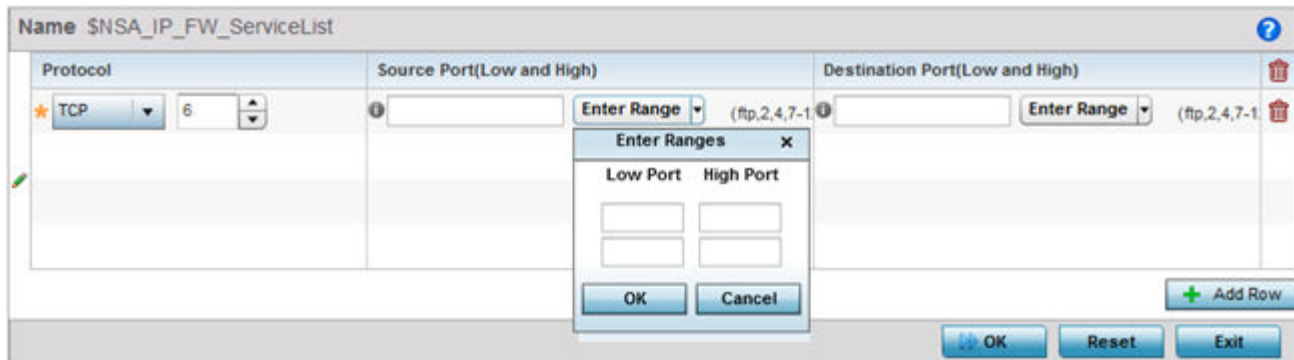 Name $NSA_IP_FW_ServiceList
Protocol Source Port(Low and High) Destination Port(Low and High)
TCP 6 Enter Range (ftp,2,4,7-1 Enter Range (ftp,2,4,7-1
Enter Ranges x
Low Port High Port
OK Cancel
Add Row
OK Reset Exit